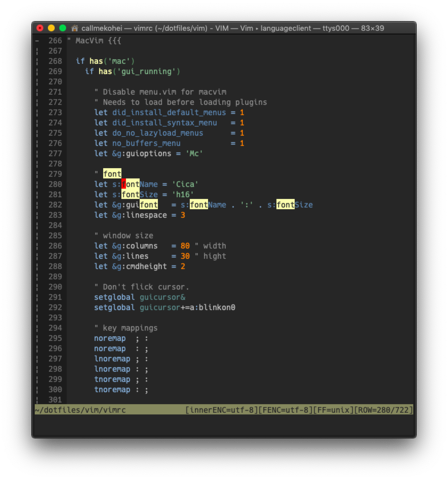 callmekohei — vimrc (~/dotfiles/vim) - VIM — Vim • languageclient — ttys000 — 83×39
- 266 " MacVim {{{
¦ 267
¦ 268 if has('mac')
¦ 269 if has('gui_running')
¦ 270
¦ 271 " Disable menu.vim for macvim
¦ 272 " Needs to load before loading plugins
¦ 273 let did_install_default_menus = 1
¦ 274 let did_install_syntax_menu = 1
¦ 275 let do_no_lazyload_menus = 1
¦ 276 let no_buffers_menu = 1
¦ 277 let &g:guioptions = 'Mc'
¦ 278
¦ 279 " font
¦ 280 let s:fontName = 'Cica'
¦ 281 let s:fontSize = 'h16'
¦ 282 let &g:guifont = s:fontName . ':' . s:fontSize
¦ 283 let &g:linespace = 3
¦ 284
¦ 285 " window size
¦ 286 let &g:columns = 80 " width
¦ 287 let &g:lines = 30 " hight
¦ 288 let &g:cmdheight = 2
¦ 289
¦ 290 " Don't flick cursor.
¦ 291 setglobal guicursor&
¦ 292 setglobal guicursor+=a:blinkon0
¦ 293
¦ 294 " key mappings
¦ 295 noremap ; :
¦ 296 noremap : ;
¦ 297 lnoremap ; :
¦ 298 lnoremap : ;
¦ 299 tnoremap ; :
¦ 300 tnoremap : ;
¦ 301
~/dotfiles/vim/vimrc [innerENC=utf-8][FENC=utf-8][FF=unix][ROW=280/722]